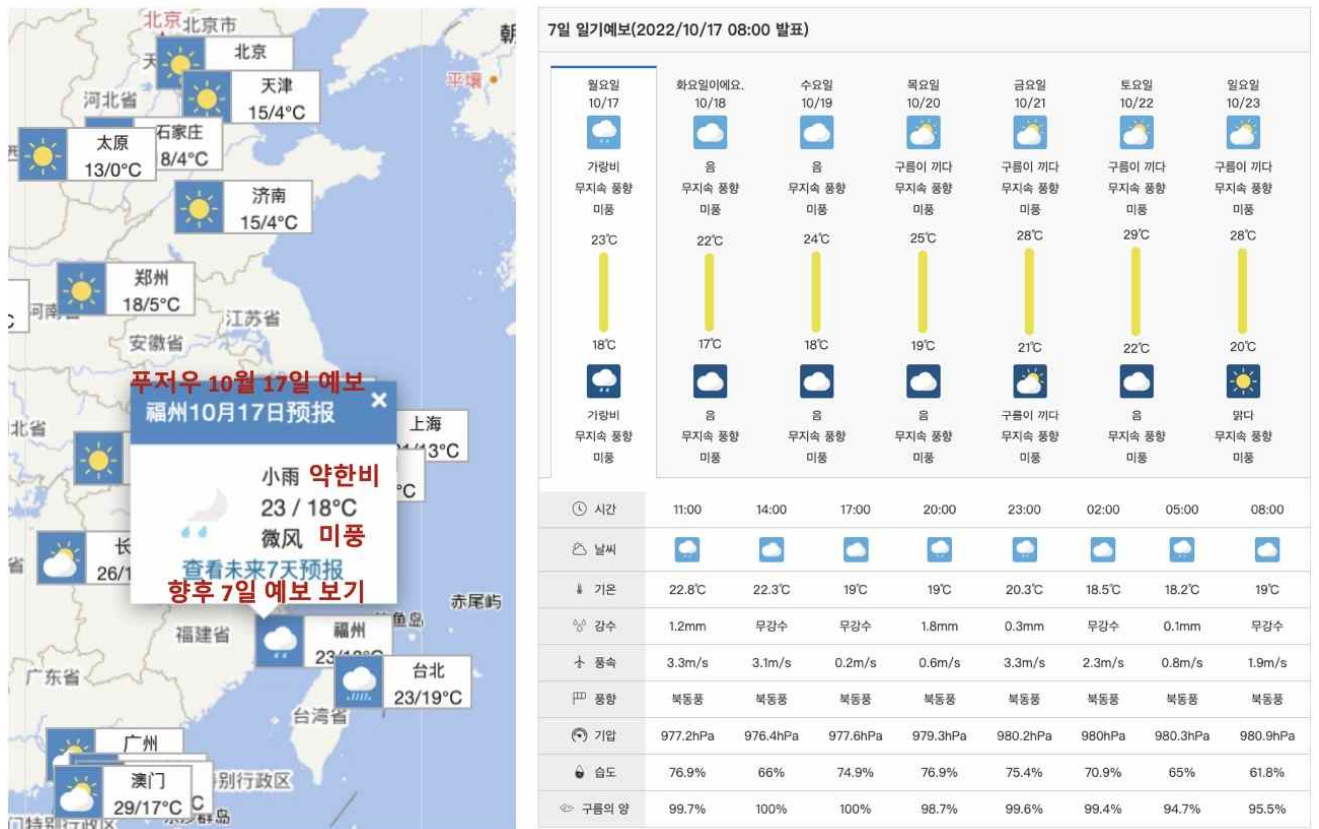 北京 北京市
北京
天津
15/4°C
河北省
石家庄
8/4°C
太原
13/0°C
平壤
朝
济南
15/4°C
郑州
18/5°C
江苏省
安徽省
푸저우 10월 17일 예보
福州10月17日预报
×
北省
上海
13°C
°C
小雨 약한비
23 / 18°C
微风 미풍
查看未来7天预报
향후 7일 예보 보기
长
26/1
省
赤尾屿
鱼岛
福建省
福州
台北
23/19°C
广东省
台湾省
广州
澳门
29/17°C
C
别行政区
7일 일기예보(2022/10/17 08:00 발표)
월요일 화요일이에요. 수요일 목요일 금요일 토요일 일요일
10/17 10/18 10/19 10/20 10/21 10/22 10/23
가랑비 음 음 구름이 끼다 구름이 끼다 구름이 끼다 구름이 끼다
무지속 풍향 무지속 풍향 무지속 풍향 무지속 풍향 무지속 풍향 무지속 풍향 무지속 풍향
미풍 미풍 미풍 미풍 미풍 미풍 미풍
23℃ 22℃ 24℃ 25℃ 28℃ 29℃ 28℃
18℃ 17℃ 18℃ 19℃ 21℃ 22℃ 20℃
가랑비 음 음 음 구름이 끼다 음 맑다
무지속 풍향 무지속 풍향 무지속 풍향 무지속 풍향 무지속 풍향 무지속 풍향 무지속 풍향
미풍 미풍 미풍 미풍 미풍 미풍 미풍
시간 11:00 14:00 17:00 20:00 23:00 02:00 05:00 08:00
날씨
기온 22.8℃ 22.3℃ 19℃ 19℃ 20.3℃ 18.5℃ 18.2℃ 19℃
강수 1.2mm 무강수 무강수 1.8mm 0.3mm 무강수 0.1mm 무강수
풍속 3.3m/s 3.1m/s 0.2m/s 0.6m/s 3.3m/s 2.3m/s 0.8m/s 1.9m/s
풍향 북동풍 북동풍 북동풍 북동풍 북동풍 북동풍 북동풍 북동풍
기압 977.2hPa 976.4hPa 977.6hPa 979.3hPa 980.2hPa 980hPa 980.3hPa 980.9hPa
습도 76.9% 66% 74.9% 76.9% 75.4% 70.9% 65% 61.8%
구름의 양 99.7% 100% 100% 98.7% 99.6% 99.4% 94.7% 95.5%